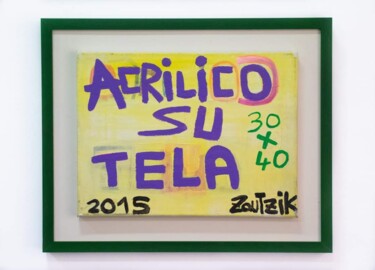 ACRILICO
SU
30
x
40
TELA
2015 ZouTziK